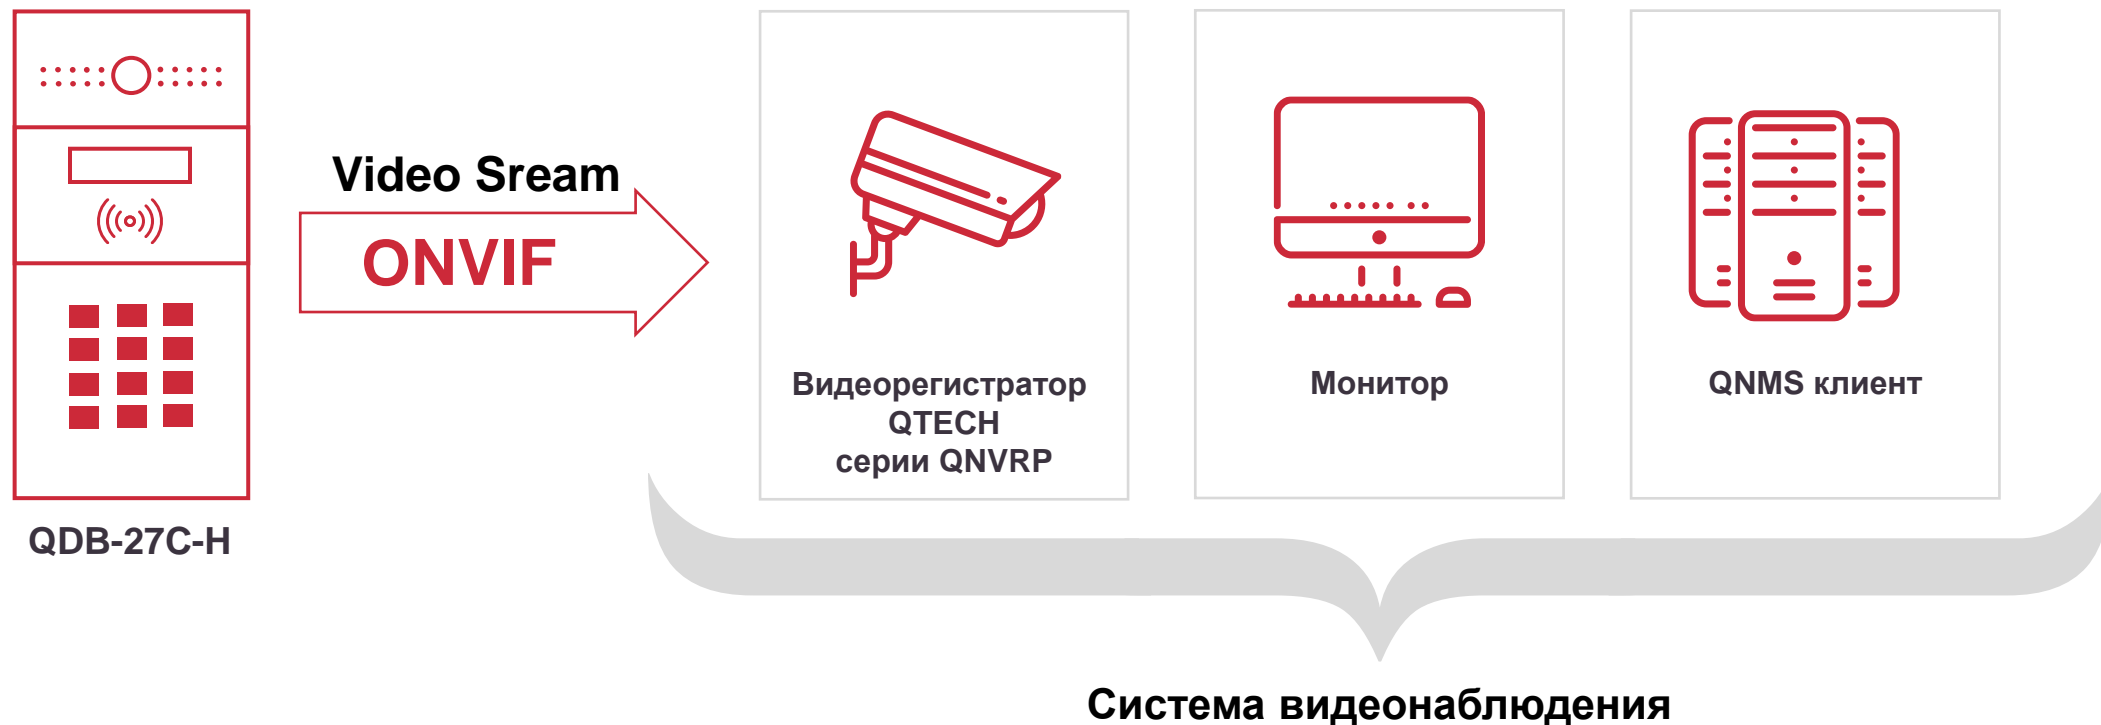 Video Sream
ONVIF
QDB-27C-H
Видеорегистратор
QTECH
серии QNVRP
Монитор
QNMS клиент
Система видеонаблюдения